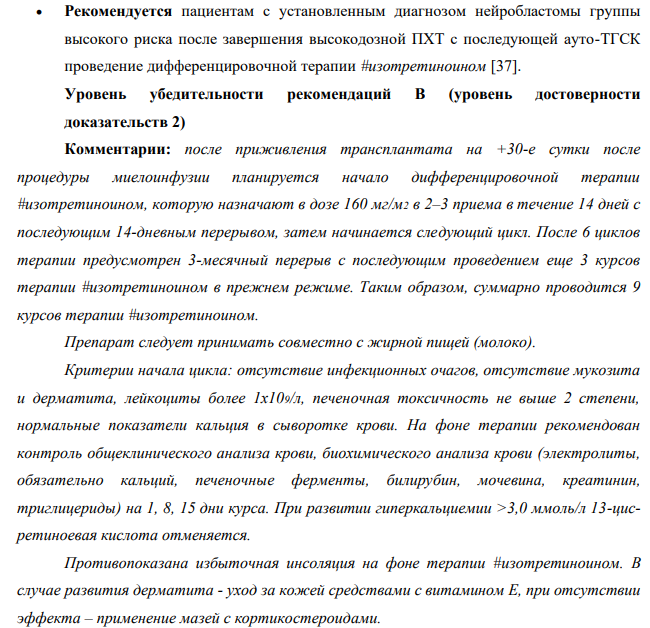 • Рекомендуется пациентам с установленным диагнозом нейробластомы группы
высокого риска после завершения высокодозной ПХТ с последующей ауто-ТГСК
проведение дифференцировочной терапии #изотретиноином [37].
Уровень убедительности рекомендаций В (уровень достоверности
доказательств 2)
Комментарии: после приживления трансплантата на +30-е сутки после
процедуры миелоинфузии планируется начало дифференцировочной терапии
#изотретиноином, которую назначают в дозе 160 мг/м2 в 2–3 приема в течение 14 дней с
последующим 14-дневным перерывом, затем начинается следующий цикл. После 6 циклов
терапии предусмотрен 3-месячный перерыв с последующим проведением еще 3 курсов
терапии #изотретиноином в прежнем режиме. Таким образом, суммарно проводится 9
курсов терапии #изотретиноином.
Препарат следует принимать совместно с жирной пищей (молоко).
Критерии начала цикла: отсутствие инфекционных очагов, отсутствие мукозита
и дерматита, лейкоциты более 1х109/л, печеночная токсичность не выше 2 степени,
нормальные показатели кальция в сыворотке крови. На фоне терапии рекомендован
контроль общеклинического анализа крови, биохимического анализа крови (электролиты,
обязательно кальций, печеночные ферменты, билирубин, мочевина, креатинин,
триглицериды) на 1, 8, 15 дни курса. При развитии гиперкальциемии >3,0 ммоль/л 13-цис-
ретиноевая кислота отменяется.
Противопоказана избыточная инсоляция на фоне терапии #изотретиноином. В
случае развития дерматита - уход за кожей средствами с витамином Е, при отсутствии
эффекта – применение мазей с кортикостероидами.